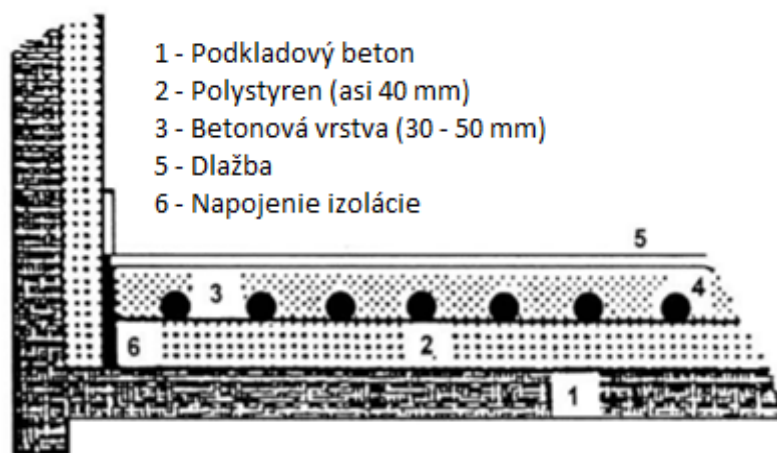 1 - Podkladový beton
2 - Polystyren (asi 40 mm)
3 - Betonová vrstva (30 - 50 mm)
5 - Dlažba
6 - Napojenie izolácie
5
3
4
6
2
1